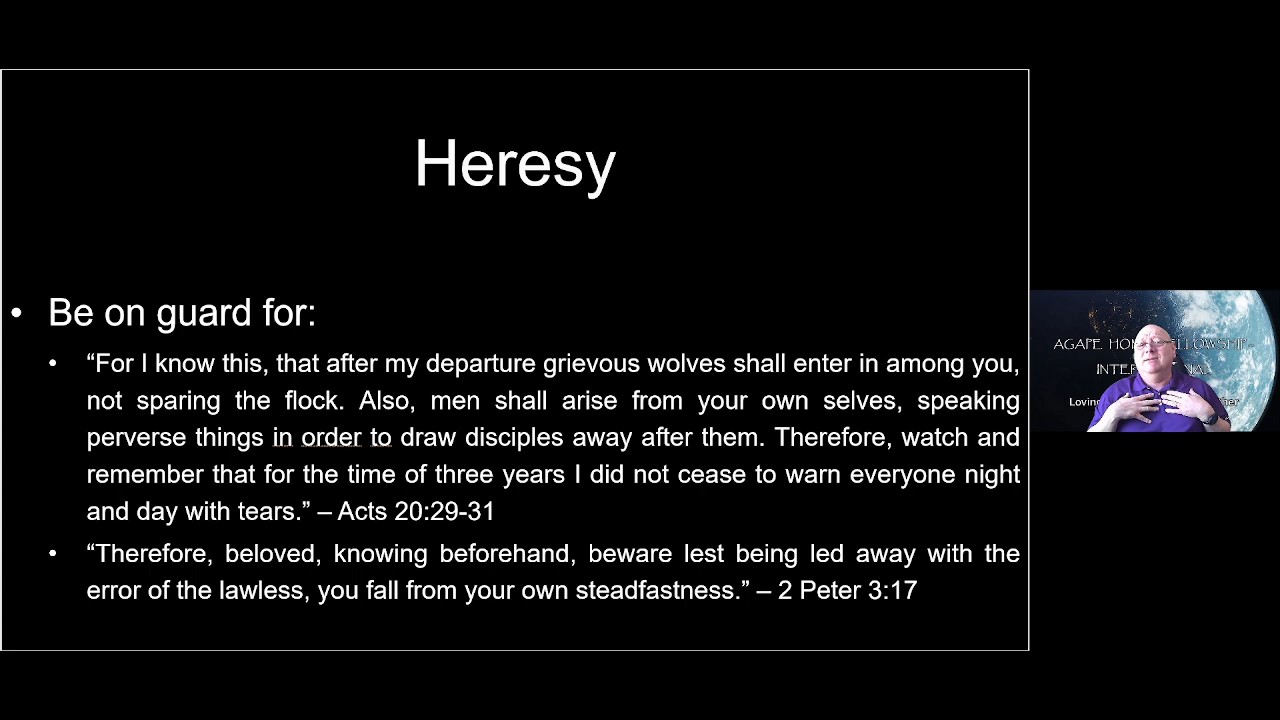 Heresy
• Be on guard for:
• “For I know this, that after my departure grievous wolves shall enter in among you,
not sparing the flock. Also, men shall arise from your own selves, speaking
perverse things in order to draw disciples away after them. Therefore, watch and
remember that for the time of three years I did not cease to warn everyone night
and day with tears.” – Acts 20:29-31
• “Therefore, beloved, knowing beforehand, beware lest being led away with the
error of the lawless, you fall from your own steadfastness.” – 2 Peter 3:17
AGAPE